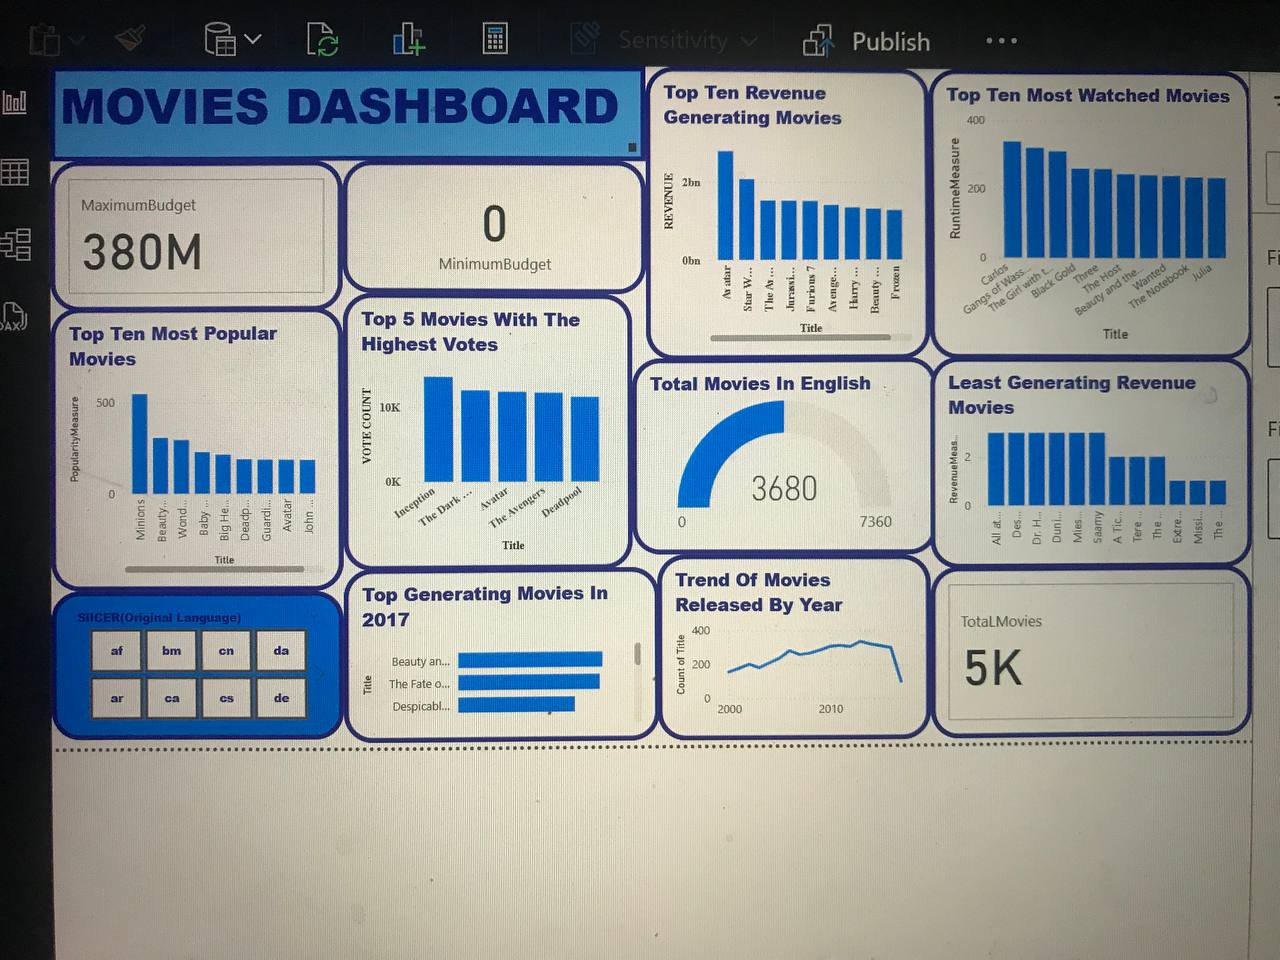 Sensitivity
Publish
MOVIES DASHBOARD
MaximumBudget
380M
0
MinimumBudget
Top Ten Revenue
Generating Movies
REVENUE
2bn
0bn
Avatar
Star W...
The Av...
Jurassi...
Furious 7
Avenge...
Harry ...
Beauty ...
Frozen
Title
Top Ten Most Watched Movies
RuntimeMeasure
400
200
0
Carlos
Gangs of Wass...
The Girl with t...
Black Gold
Three
The Host
Beauty and the...
Wanted
The Notebook
Julia
Title
Top Ten Most Popular
Movies
PopularityMeasure
500
0
Minions
Beauty...
Wond...
Baby ...
Big He...
Deadp...
Guardi...
Avatar
John ...
Title
Top 5 Movies With The
Highest Votes
VOTE COUNT
10K
0K
Inception
The Dark ...
Avatar
The Avengers
Deadpool
Title
Total Movies In English
3680
0
7360
Least Generating Revenue
Movies
RevenueMeas...
2
0
All at...
Des...
Dr. H...
Duni...
Mies...
Saamy
A Tic...
Tere ...
The ...
Extre...
Missi...
The ...
SlICER(Original Language)
af
bm
cn
da
ar
ca
cs
de
Top Generating Movies In
2017
Title
Beauty an...
The Fate o...
Despicabl...
Trend Of Movies
Released By Year
Count of Title
400
200
0
2000
2010
TotaLMovies
5K
DAX
Fi
Fi